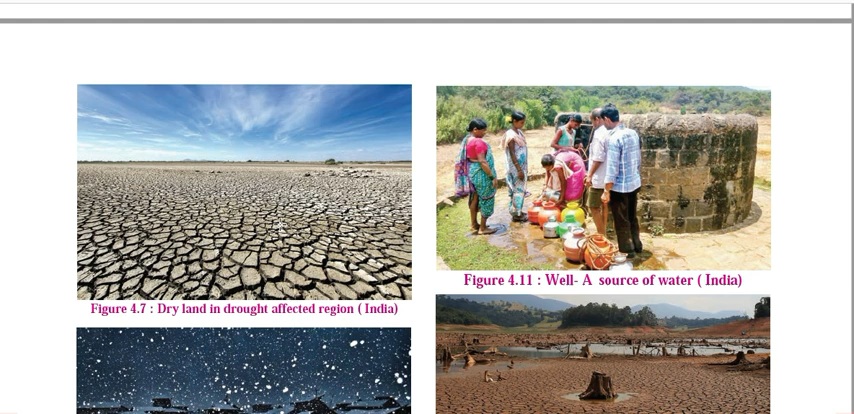 Figure 4.7 : Dry land in drought affected region ( India)
Figure 4.11 : Well- A source of water ( India)